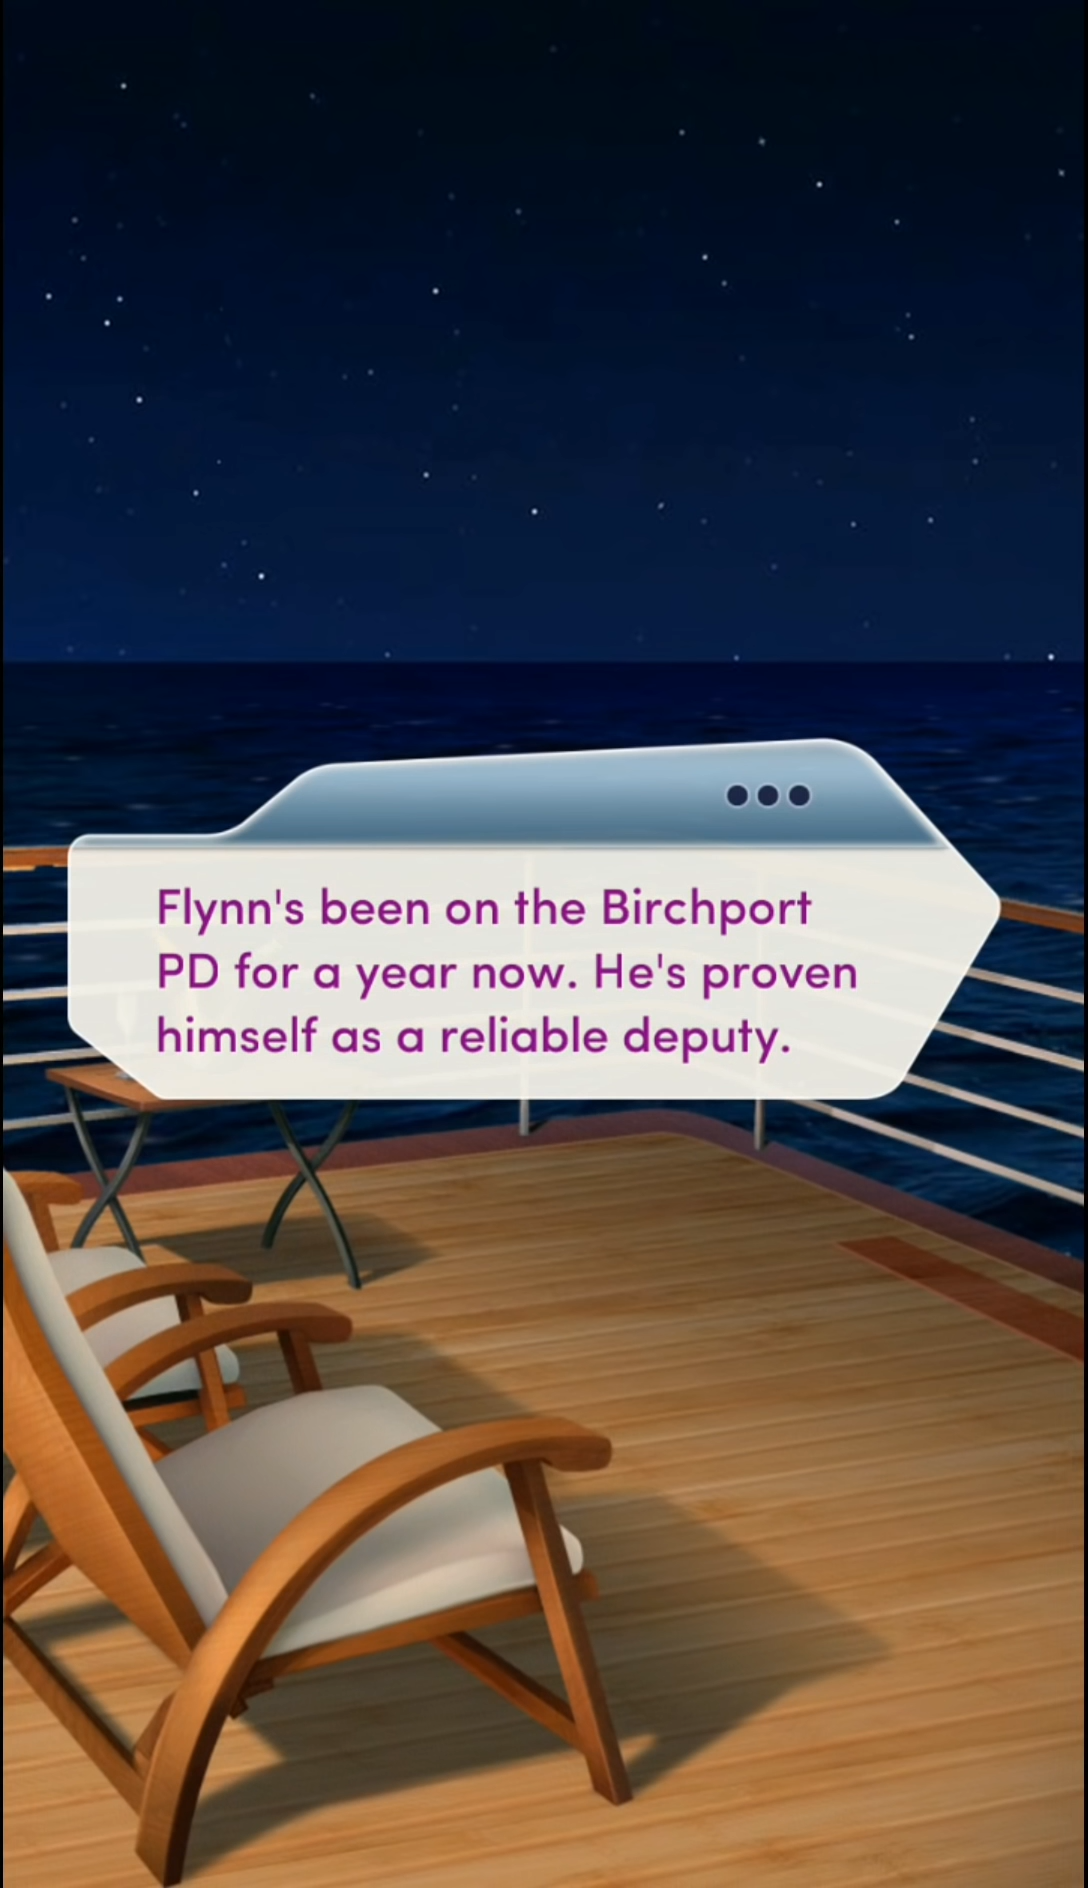 Flynn's been on the Birchport
PD for a year now. He's proven
himself as a reliable deputy.